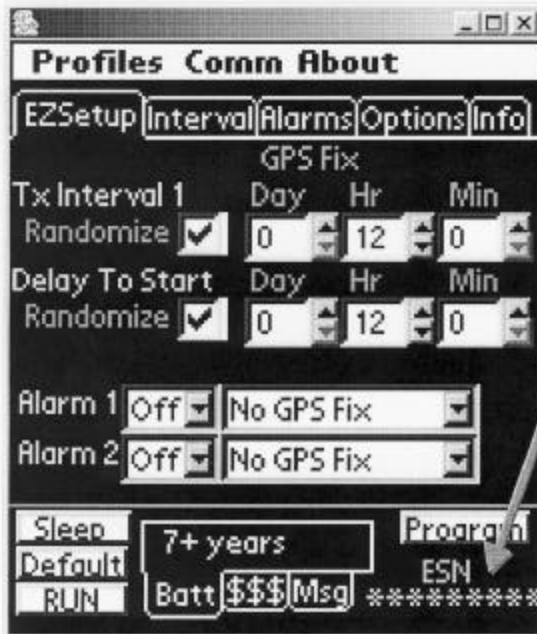 Profiles Comm About
EZSetup Interval Alarms Options Info
GPS Fix
Tx Interval 1 Day Hr Min
Randomize 0 12 0
Delay To Start Day Hr Min
Randomize 0 12 0
Alarm 1 Off No GPS Fix
Alarm 2 Off No GPS Fix
Sleep 7+ years Program
Default ESN
RUN Batt $$$ Msg *********